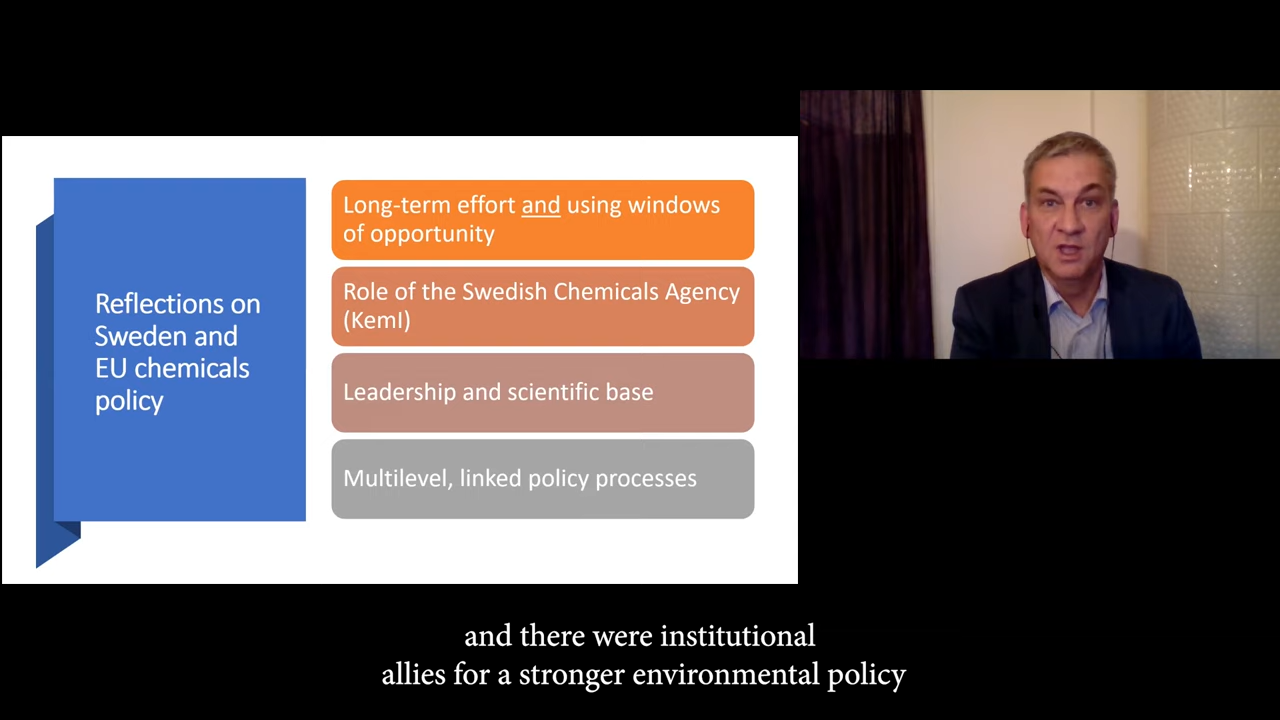 Reflections on
Sweden and
EU chemicals
policy
Long-term effort and using windows
of opportunity
Role of the Swedish Chemicals Agency
(KemI)
Leadership and scientific base
Multilevel, linked policy processes
and there were institutional
allies for a stronger environmental policy